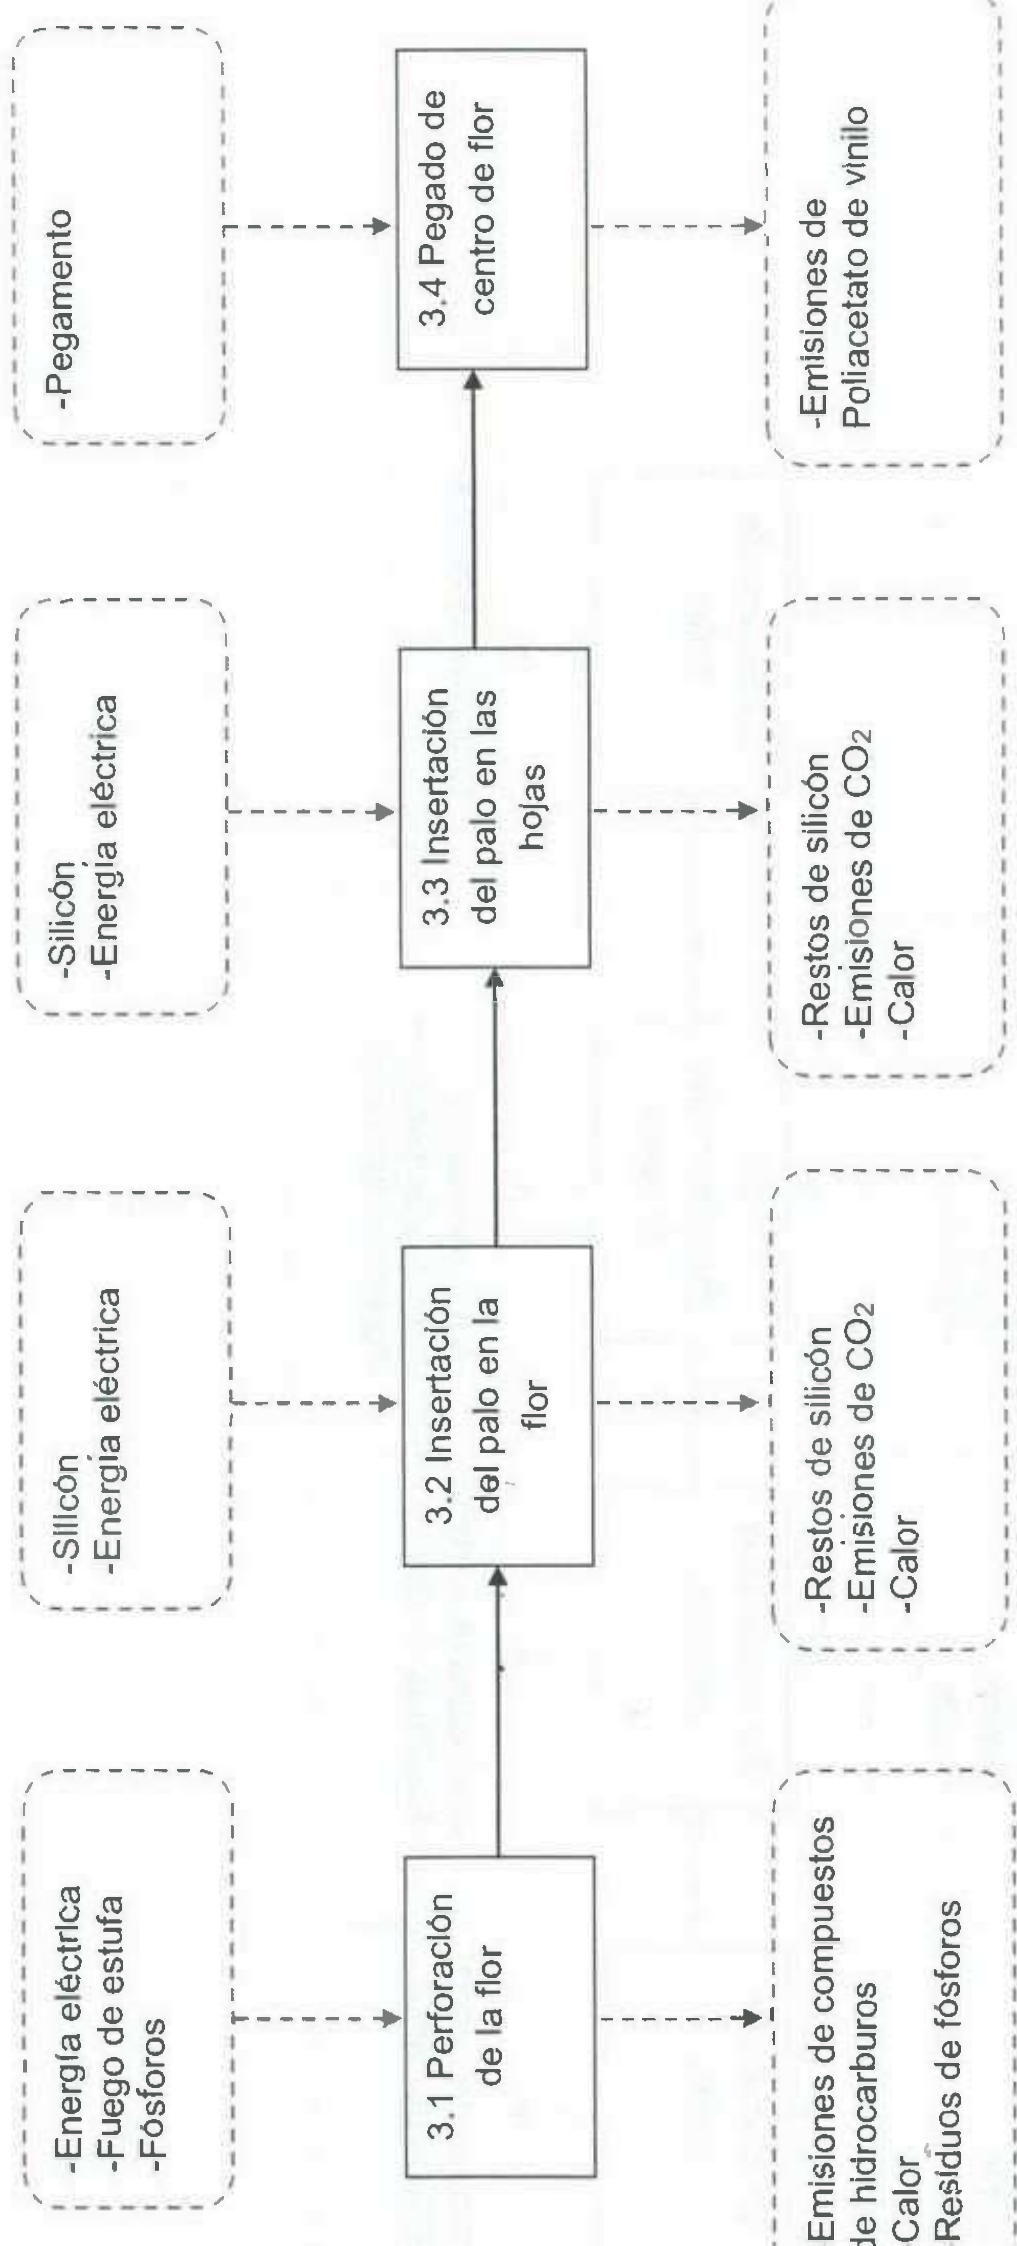 -Energía eléctrica
-Fuego de estufa
-Fósforos
-Silicón
-Energía eléctrica
-Silicón
-Energía eléctrica
-Pegamento
3.1 Perforación
de la flor
3.2 Insertación
del palo en la
flor
3.3 Insertación
del palo en las
hojas
3.4 Pegado de
centro de flor
Emisiones de compuestos
de hidrocarburos
Calor
Resíduos de fósforos
-Restos de silicón
-Emisiones de CO2
-Calor
-Restos de silicón
-Emisiones de CO2
-Calor
-Emisiones de
Poliacetato de vinilo